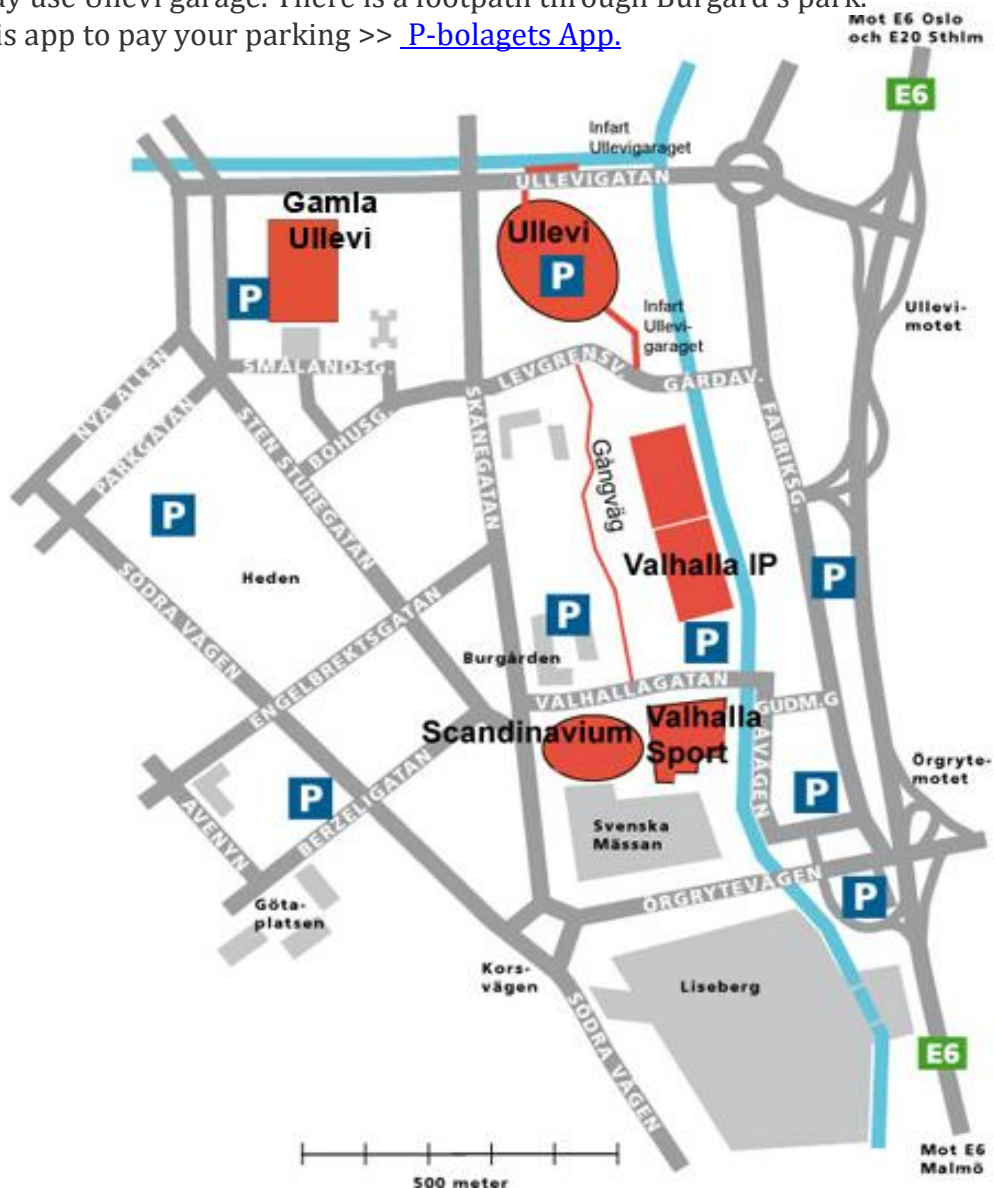 ay use Ullevi garage. There is a footpath through Burgård's park.
is app to pay your parking >> P-bolagets App.
Mot E6 Oslo
och E20 Sthlm
E6
Infart
Ullevigaraget
ULLEVIGATAN
Gamla
Ullevi
Ullevi
P
P
Infart
Ullevi-
garaget
Ullevi-
motet
SMÅLANDSG.
LEVGRENSV.
GÅRDAV.
NYA ALLÉN
PARKGATAN
STEN STUREGATAN
BOHUSG.
SKÅNEGATAN
FABRIKSG.
Gångväg
P
Heden
Valhalla IP
P
SÖDRA VÄGEN
ENGELBREKTSGATAN
P
P
Burgården
VALHALLAGATAN
GUDM.G
Scandinavium
Valhalla
Sport
ÅVÄGEN
Örgryte-
motet
P
P
AVENYN
BERZELIGATAN
Svenska
Mässan
ÖRGRYTEVÄGEN
P
Göta-
platsen
Kors-
vägen
Liseberg
SÖDRA VÄGEN
E6
Mot E6
Malmö
500 meter